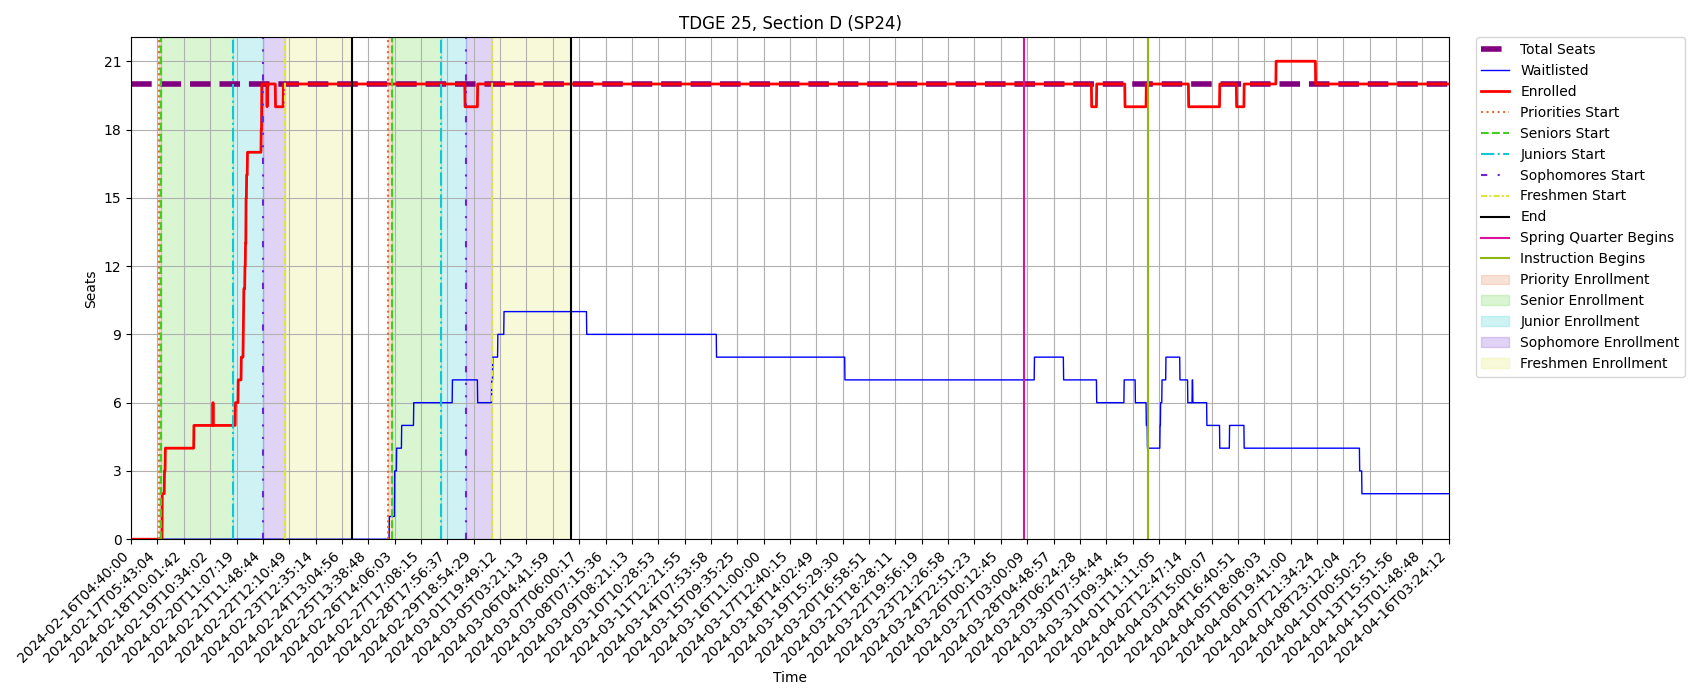 TDGE 25, Section D (SP24)
Seats
21
18
15
12
9
6
3
0
2024-02-16T04:40:00
2024-02-17T05:43:04
2024-02-18T10:01:42
2024-02-19T10:34:02
2024-02-20T11:07:19
2024-02-21T11:48:44
2024-02-22T12:10:49
2024-02-23T12:35:14
2024-02-24T13:04:56
2024-02-25T13:38:48
2024-02-26T14:06:03
2024-02-27T17:08:15
2024-02-28T17:56:37
2024-02-29T18:54:29
2024-03-01T19:49:12
2024-03-05T03:21:13
2024-03-06T04:41:59
2024-03-07T06:00:17
2024-03-08T07:15:36
2024-03-09T08:21:13
2024-03-10T10:28:53
2024-03-11T12:21:55
2024-03-14T07:53:58
2024-03-15T09:35:25
2024-03-16T11:00:00
2024-03-17T12:40:15
2024-03-18T14:02:49
2024-03-19T15:29:30
2024-03-20T16:58:51
2024-03-21T18:28:11
2024-03-22T19:56:19
2024-03-23T21:26:58
2024-03-24T22:51:23
2024-03-26T00:12:45
2024-03-27T03:00:09
2024-03-28T04:48:57
2024-03-29T06:24:28
2024-03-30T07:54:44
2024-03-31T09:34:45
2024-04-01T11:11:05
2024-04-02T12:47:14
2024-04-03T15:00:07
2024-04-04T16:40:51
2024-04-05T18:08:03
2024-04-06T19:41:00
2024-04-07T21:34:24
2024-04-08T23:12:04
2024-04-10T00:50:25
2024-04-13T15:51:56
2024-04-15T01:48:48
2024-04-16T03:24:12
Time
Total Seats
Waitlisted
Enrolled
Priorities Start
Seniors Start
Juniors Start
Sophomores Start
Freshmen Start
End
Spring Quarter Begins
Instruction Begins
Priority Enrollment
Senior Enrollment
Junior Enrollment
Sophomore Enrollment
Freshmen Enrollment